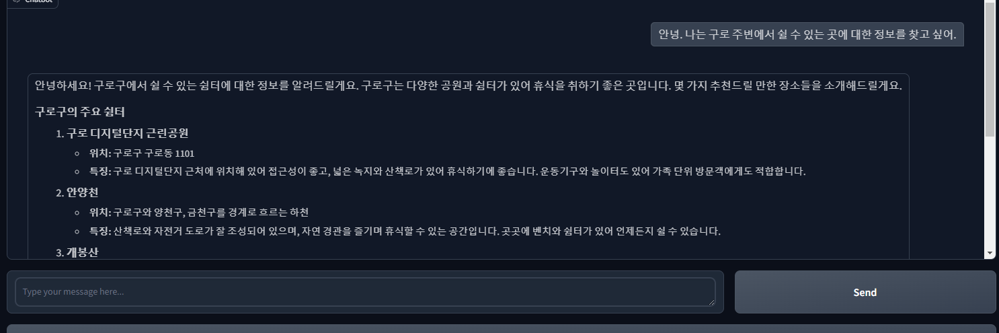 Chatbot
안녕. 나는 구로 주변에서 쉴 수 있는 곳에 대한 정보를 찾고 싶어.
안녕하세요! 구로구에서 쉴 수 있는 쉼터에 대한 정보를 알려드릴게요. 구로구는 다양한 공원과 쉼터가 있어 휴식을 취하기 좋은 곳입니다. 몇 가지 추천드릴 만한 장소들을 소개해드릴게요.
구로구의 주요 쉼터
1. 구로 디지털단지 근린공원
위치: 구로구 구로동 1101
특징: 구로 디지털단지 근처에 위치해 있어 접근성이 좋고, 넓은 녹지와 산책로가 있어 휴식하기에 좋습니다. 운동기구와 놀이터도 있어 가족 단위 방문객에게도 적합합니다.
2. 안양천
위치: 구로구와 양천구, 금천구를 경계로 흐르는 하천
특징: 산책로와 자전거 도로가 잘 조성되어 있으며, 자연 경관을 즐기며 휴식할 수 있는 공간입니다. 곳곳에 벤치와 쉼터가 있어 언제든지 쉴 수 있습니다.
3. 개봉산
Type your message here...
Send